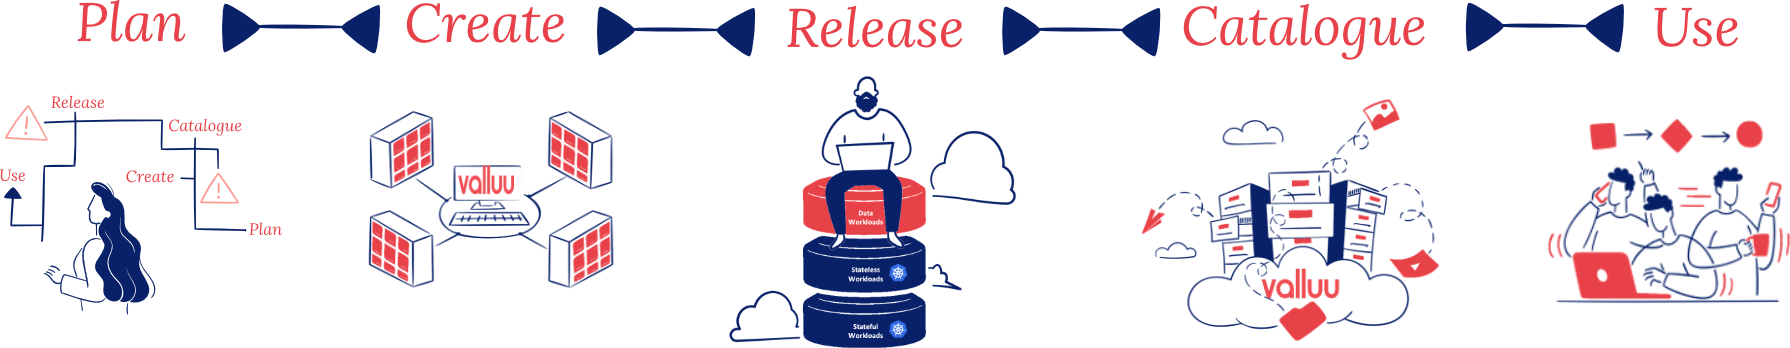 Plan
Create
Release
Catalogue
Use
Release
Catalogue
Use
Create
Plan
valluu
Data
Workloads
Stateless
Workloads
Stateful
Workloads
valluu